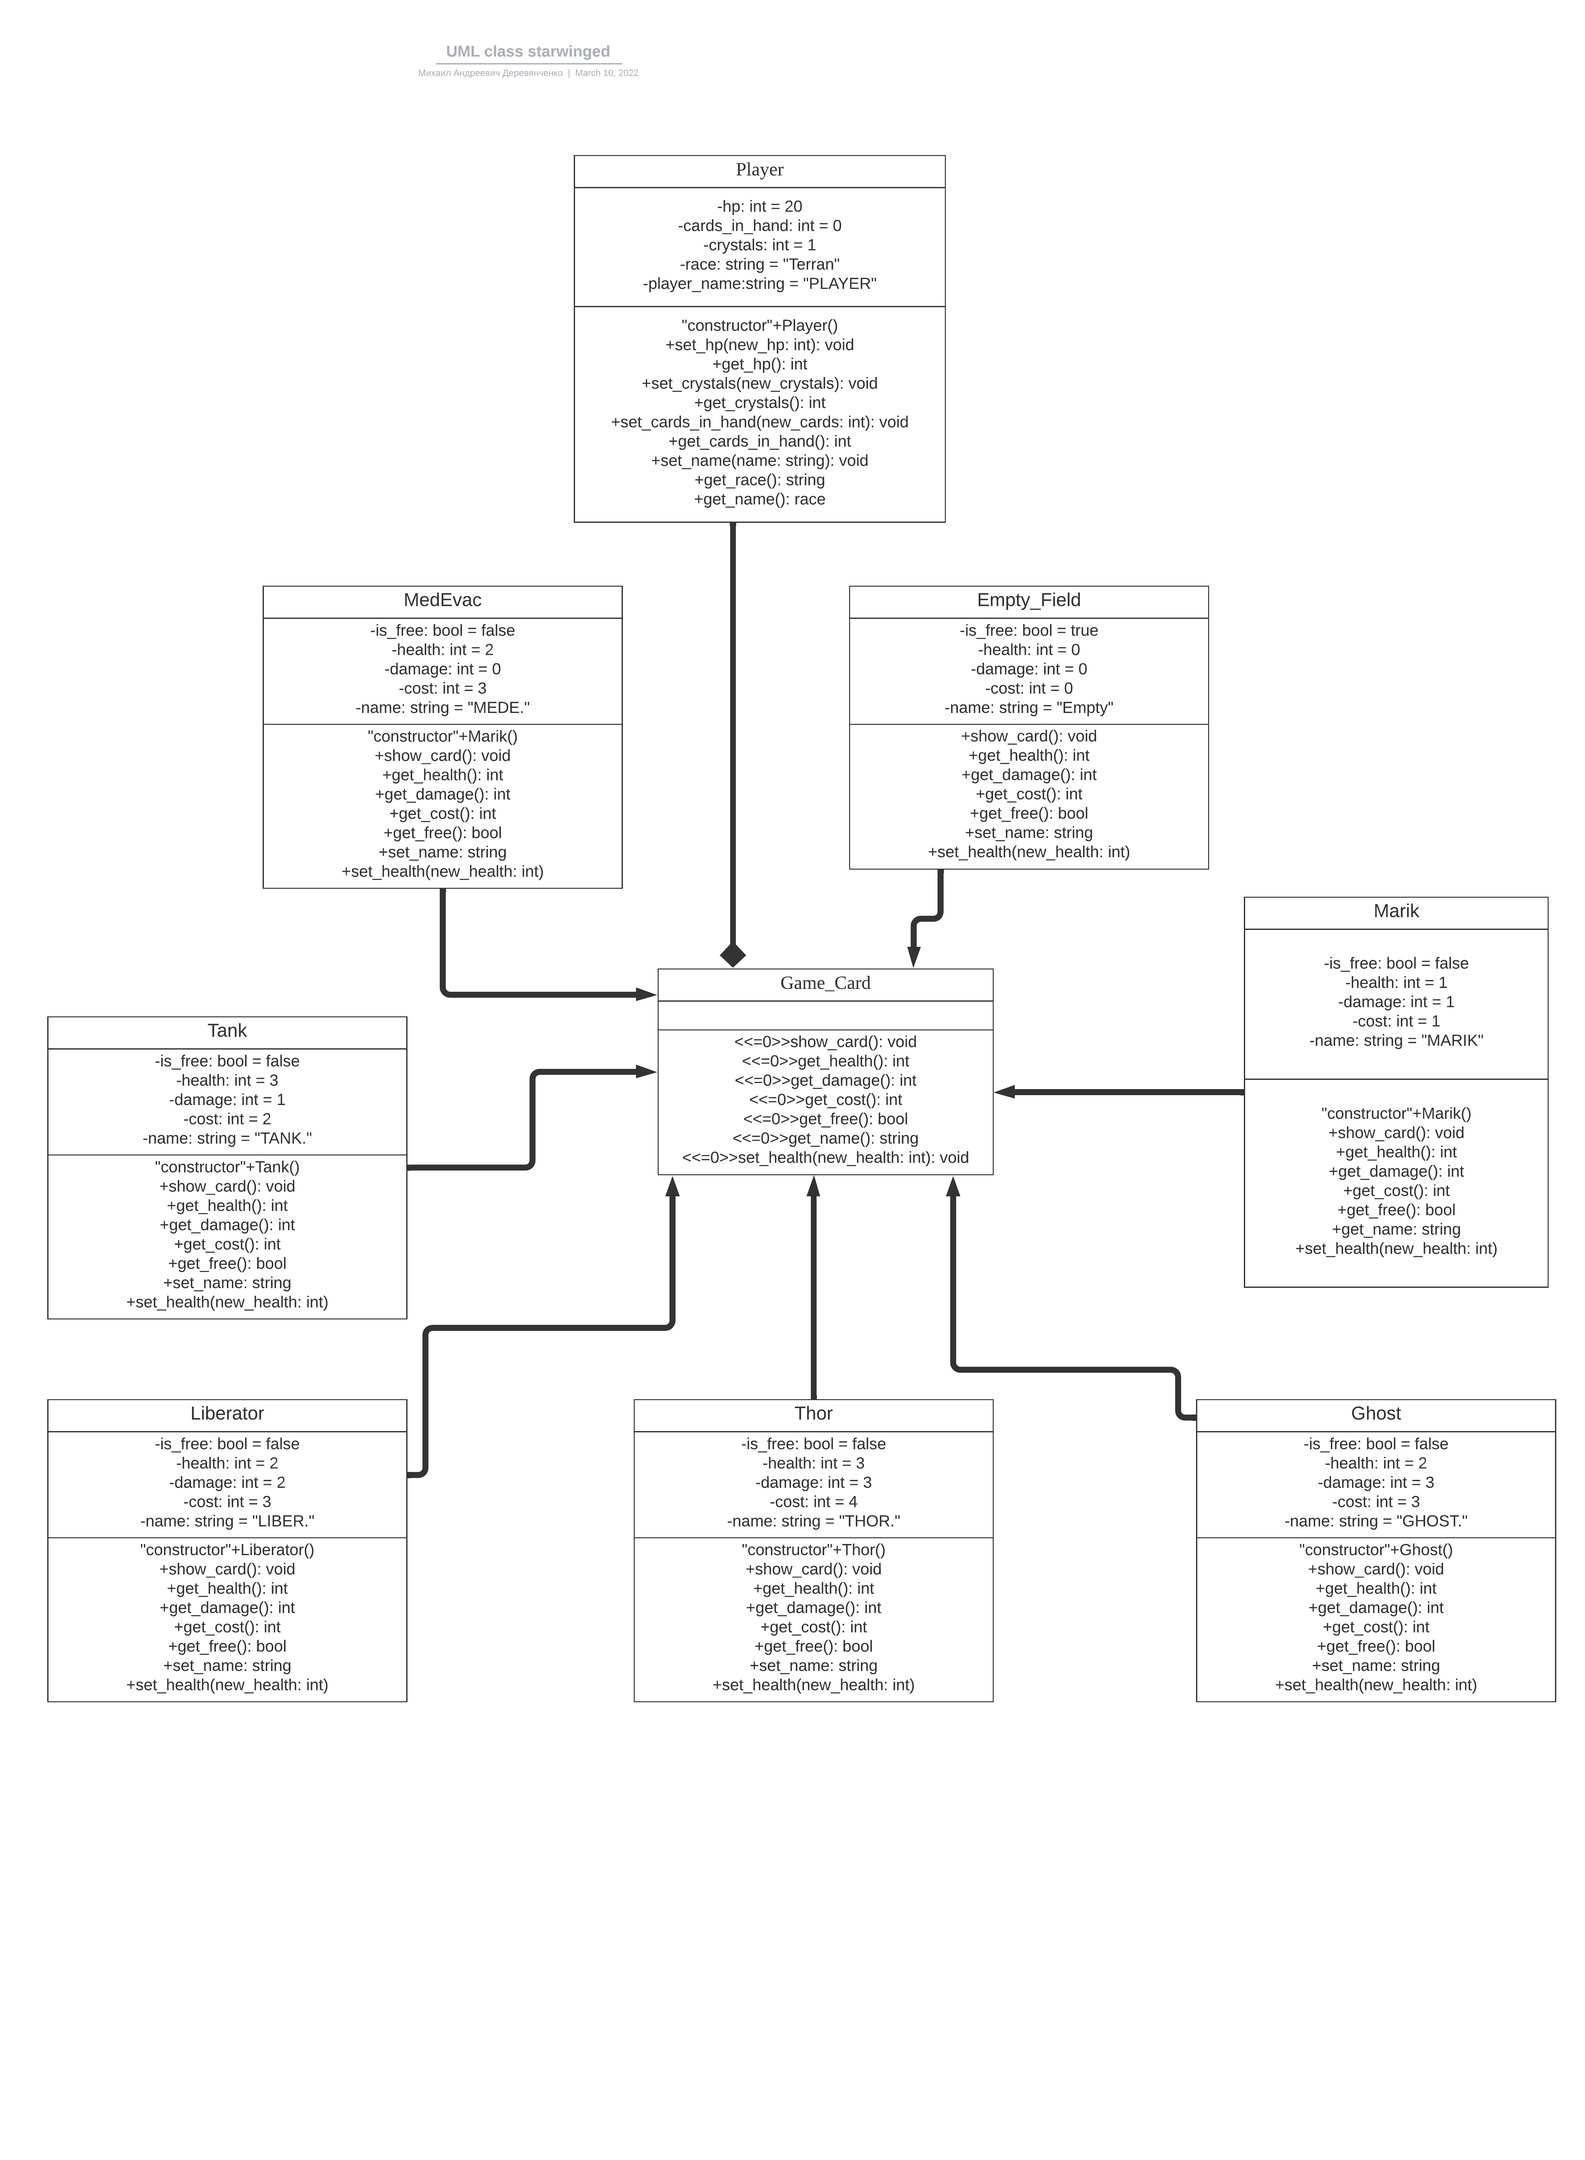 UML class starwinged
Михаил Андреевич Деревянченко | March 10, 2022
Player
-hp: int = 20
-cards_in_hand: int = 0
-crystals: int = 1
-race: string = "Terran"
-player_name:string = "PLAYER"
"constructor"+Player()
+set_hp(new_hp: int): void
+get_hp(): int
+set_crystals(new_crystals): void
+get_crystals(): int
+set_cards_in_hand(new_cards: int): void
+get_cards_in_hand(): int
+set_name(name: string): void
+get_race(): string
+get_name(): race
MedEvac
-is_free: bool = false
-health: int = 2
-damage: int = 0
-cost: int = 3
-name: string = "MEDE."
"constructor"+Marik()
+show_card(): void
+get_health(): int
+get_damage(): int
+get_cost(): int
+get_free(): bool
+set_name: string
+set_health(new_health: int)
Empty_Field
-is_free: bool = true
-health: int = 0
-damage: int = 0
-cost: int = 0
-name: string = "Empty"
+show_card(): void
+get_health(): int
+get_damage(): int
+get_cost(): int
+get_free(): bool
+set_name: string
+set_health(new_health: int)
Marik
-is_free: bool = false
-health: int = 1
-damage: int = 1
-cost: int = 1
-name: string = "MARIK"
"constructor"+Marik()
+show_card(): void
+get_health(): int
+get_damage(): int
+get_cost(): int
+get_free(): bool
+get_name: string
+set_health(new_health: int)
Game_Card
<<=0>>show_card(): void
<<=0>>get_health(): int
<<=0>>get_damage(): int
<<=0>>get_cost(): int
<<=0>>get_free(): bool
<<=0>>get_name(): string
<<=0>>set_health(new_health: int): void
Tank
-is_free: bool = false
-health: int = 3
-damage: int = 1
-cost: int = 2
-name: string = "TANK."
"constructor"+Tank()
+show_card(): void
+get_health(): int
+get_damage(): int
+get_cost(): int
+get_free(): bool
+set_name: string
+set_health(new_health: int)
Liberator
-is_free: bool = false
-health: int = 2
-damage: int = 2
-cost: int = 3
-name: string = "LIBER."
"constructor"+Liberator()
+show_card(): void
+get_health(): int
+get_damage(): int
+get_cost(): int
+get_free(): bool
+set_name: string
+set_health(new_health: int)
Thor
-is_free: bool = false
-health: int = 3
-damage: int = 3
-cost: int = 4
-name: string = "THOR."
"constructor"+Thor()
+show_card(): void
+get_health(): int
+get_damage(): int
+get_cost(): int
+get_free(): bool
+set_name: string
+set_health(new_health: int)
Ghost
-is_free: bool = false
-health: int = 2
-damage: int = 3
-cost: int = 3
-name: string = "GHOST."
"constructor"+Ghost()
+show_card(): void
+get_health(): int
+get_damage(): int
+get_cost(): int
+get_free(): bool
+set_name: string
+set_health(new_health: int)